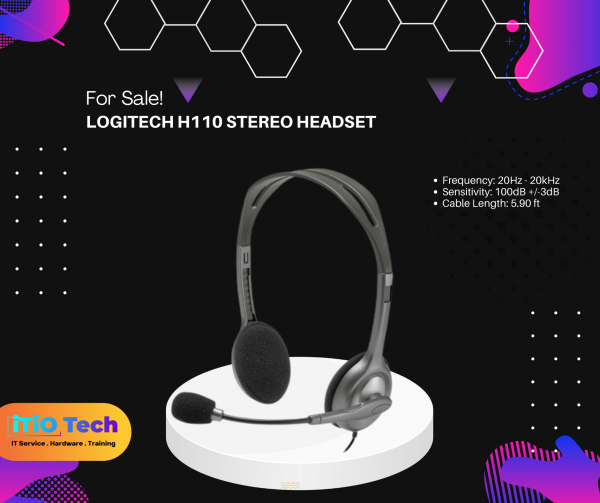 For Sale!
LOGITECH H110 STEREO HEADSET
• Frequency: 20Hz - 20kHz
• Sensitivity: 100dB +/-3dB
• Cable Length: 5.90 ft
iTiO Tech
IT Service . Hardware . Training